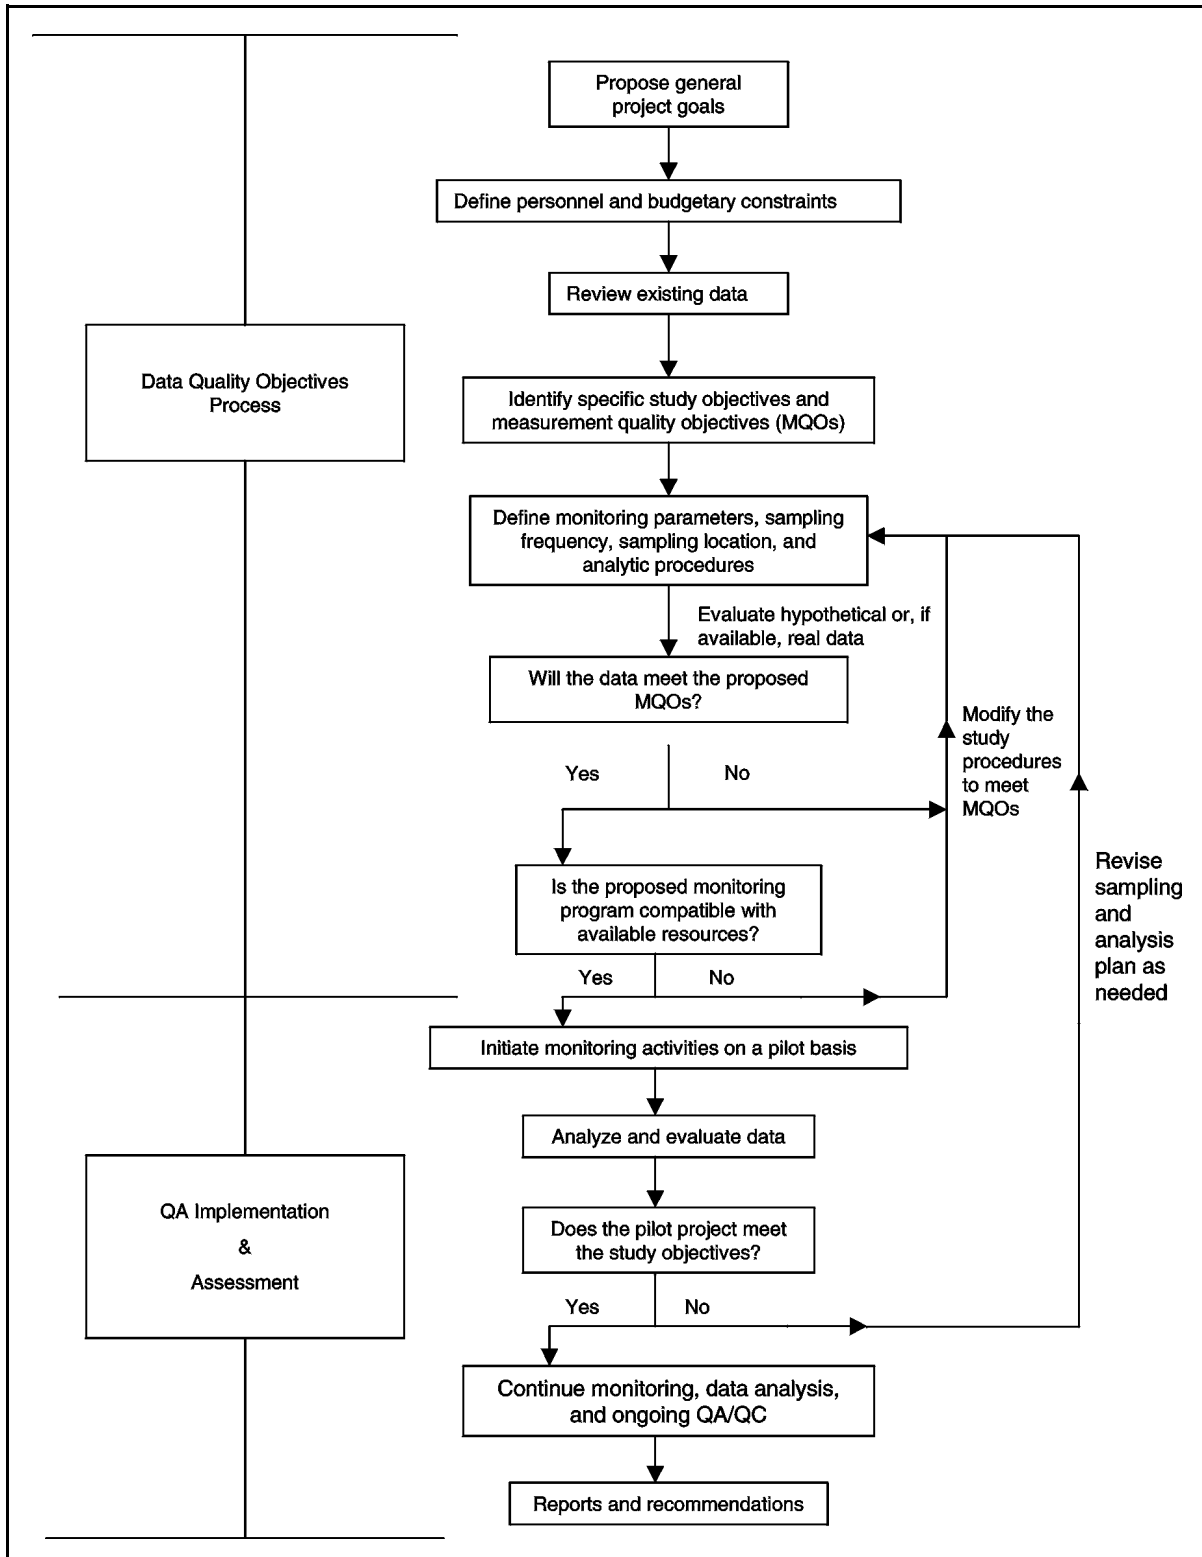 Propose general
project goals
Define personnel and budgetary constraints
Review existing data
Data Quality Objectives
Process
Identify specific study objectives and
measurement quality objectives (MQOs)
Define monitoring parameters, sampling
frequency, sampling location, and
analytic procedures
Evaluate hypothetical or, if
available, real data
Will the data meet the proposed
MQOs?
Yes
No
Modify the
study
procedures
to meet
MQOs
Is the proposed monitoring
program compatible with
available resources?
Yes
No
Revise
sampling
and
analysis
plan as
needed
Initiate monitoring activities on a pilot basis
Analyze and evaluate data
QA Implementation
&
Assessment
Does the pilot project meet
the study objectives?
Yes
No
Continue monitoring, data analysis,
and ongoing QA/QC
Reports and recommendations